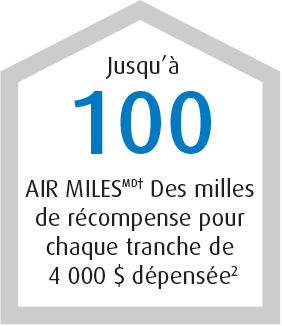 Jusqu’à
100
AIR MILESᴹᴰ† Des milles
de récompense pour
chaque tranche de
4 000 $ dépensée²